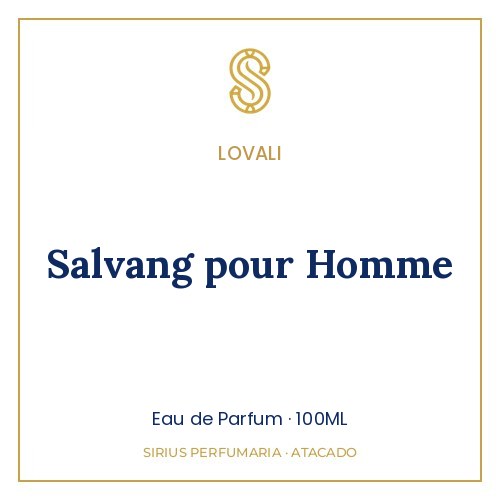 LOVALI
Salvang pour Homme
Eau de Parfum · 100ML
SIRIUS PERFUMARIA · ATACADO